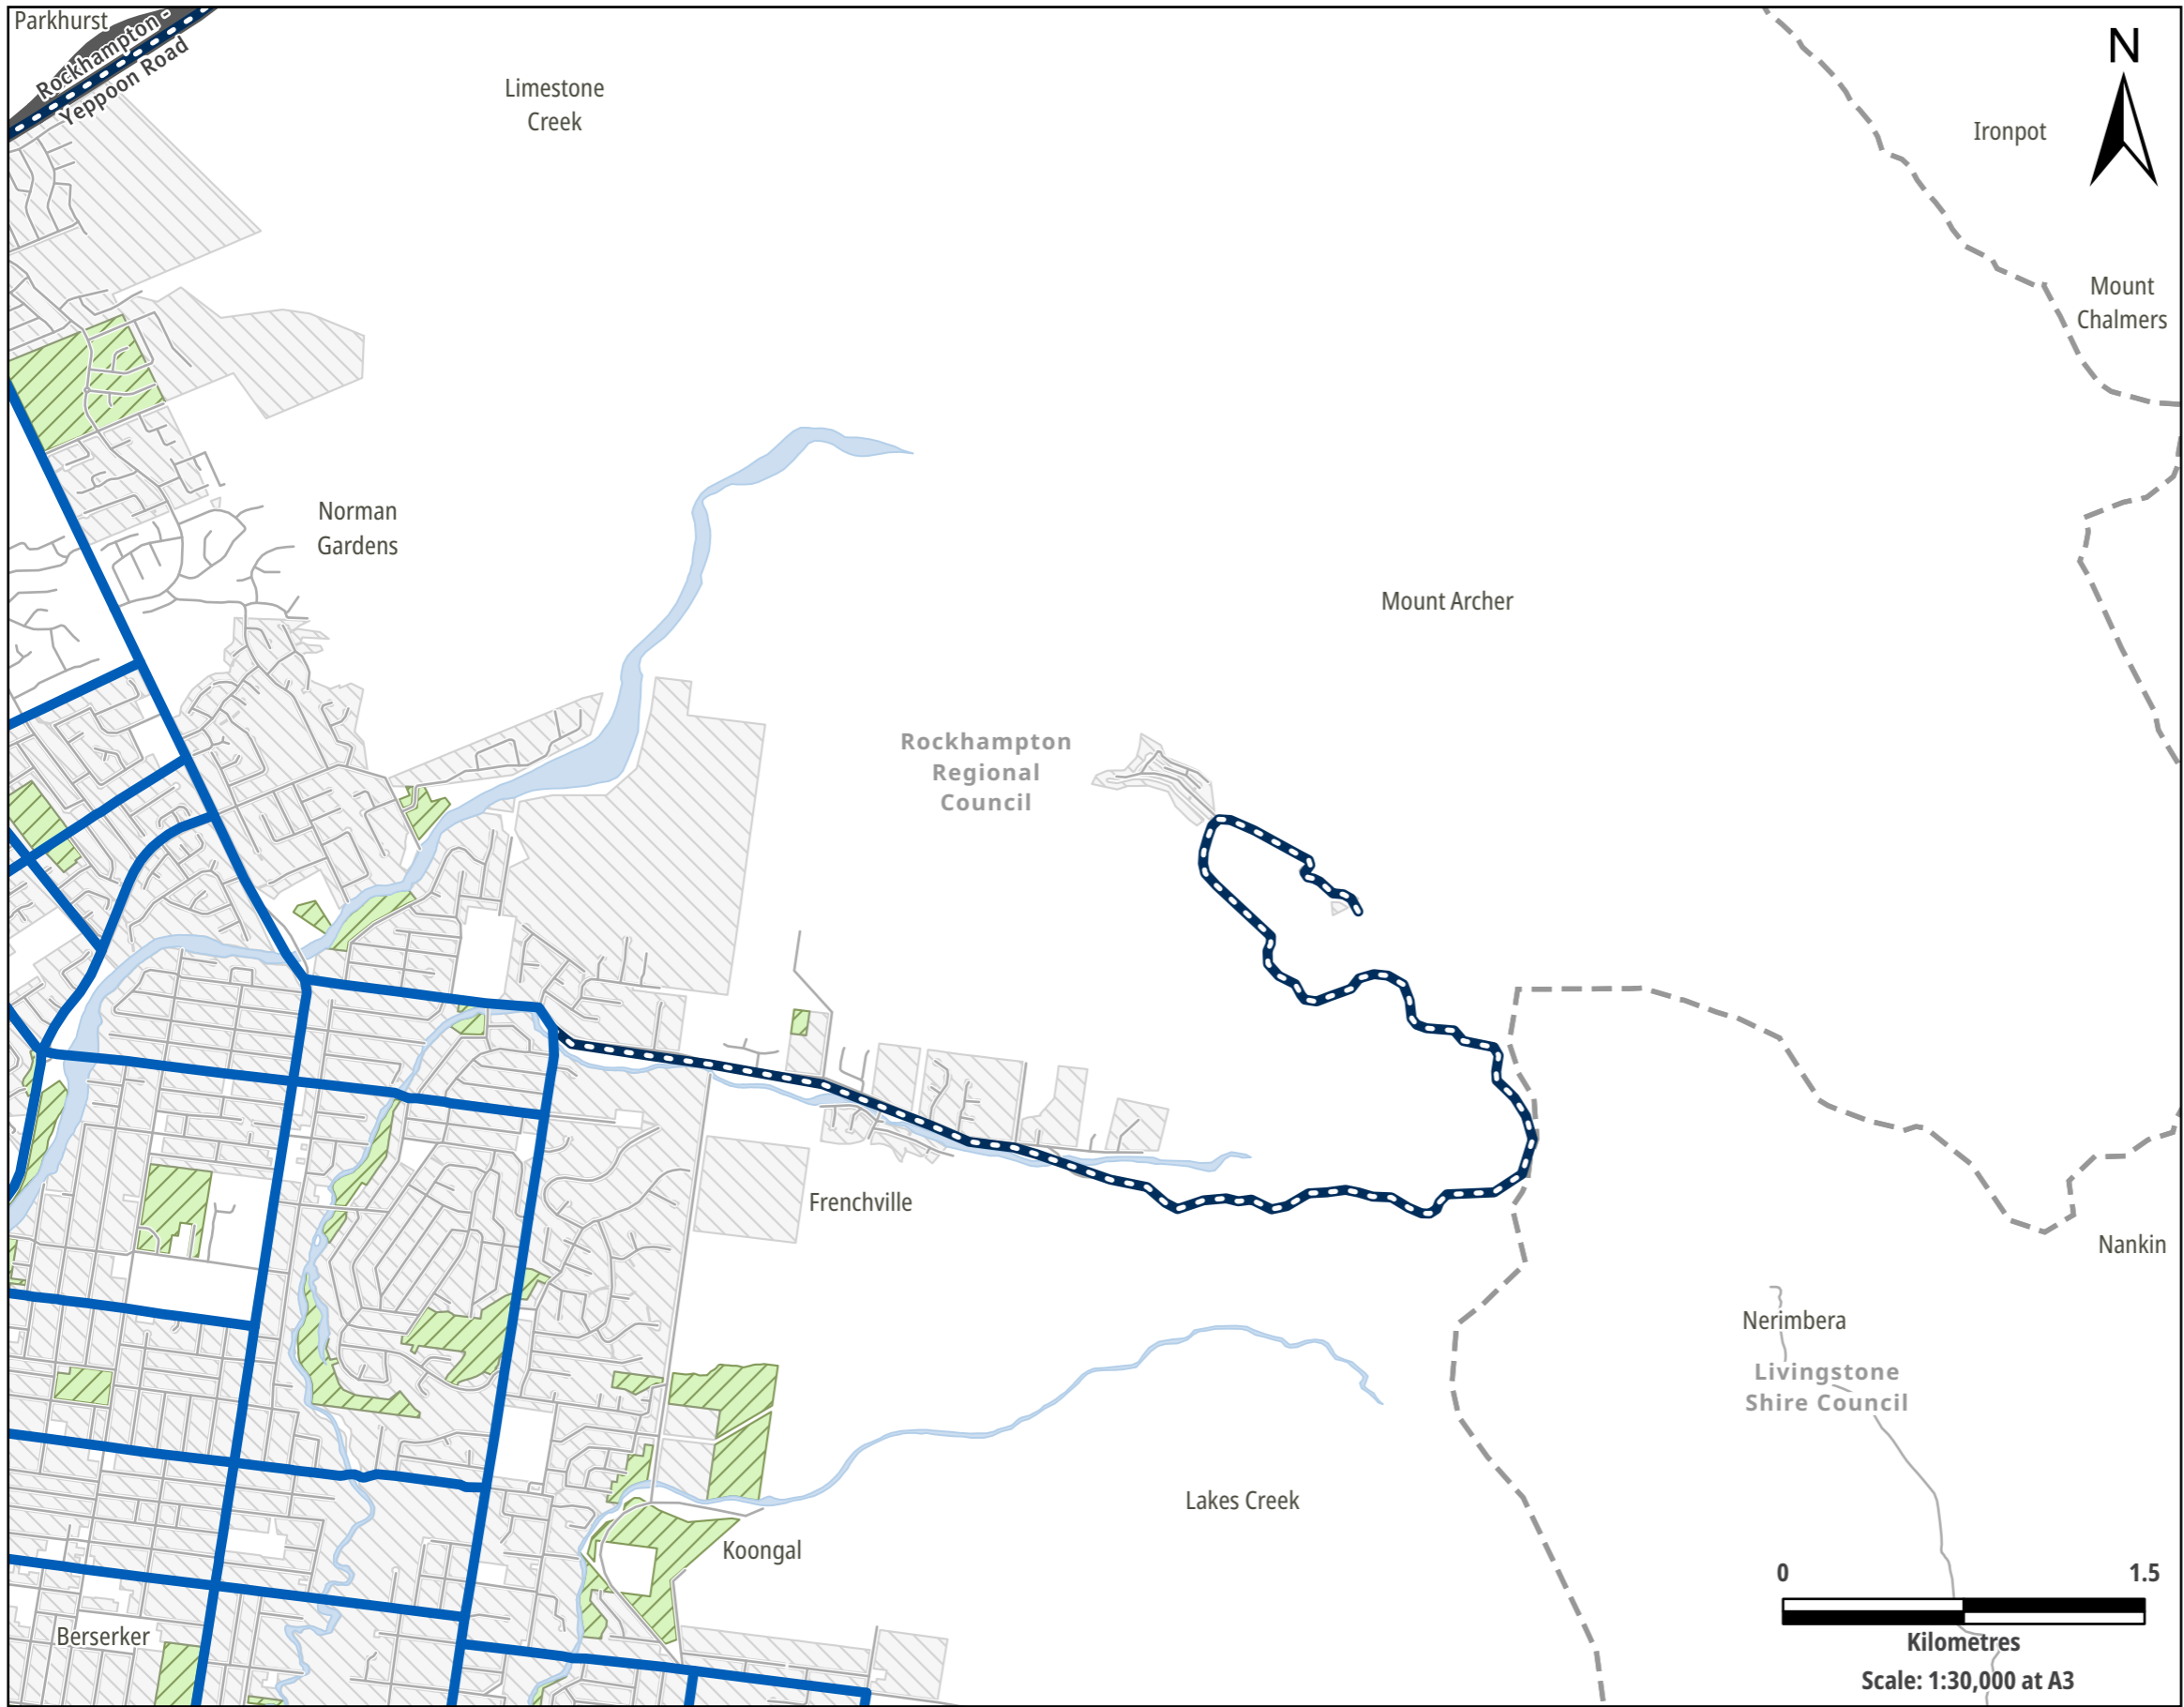 Parkhurst
Rockhampton -
Yeppoon Road
Limestone
Creek
N
Ironpot
Mount
Chalmers
Norman
Gardens
Mount Archer
Rockhampton
Regional
Council
Frenchville
Nankin
Nerimbera
Livingstone
Shire Council
Lakes Creek
Koongal
Berserker
0 1.5
Kilometres
Scale: 1:30,000 at A3